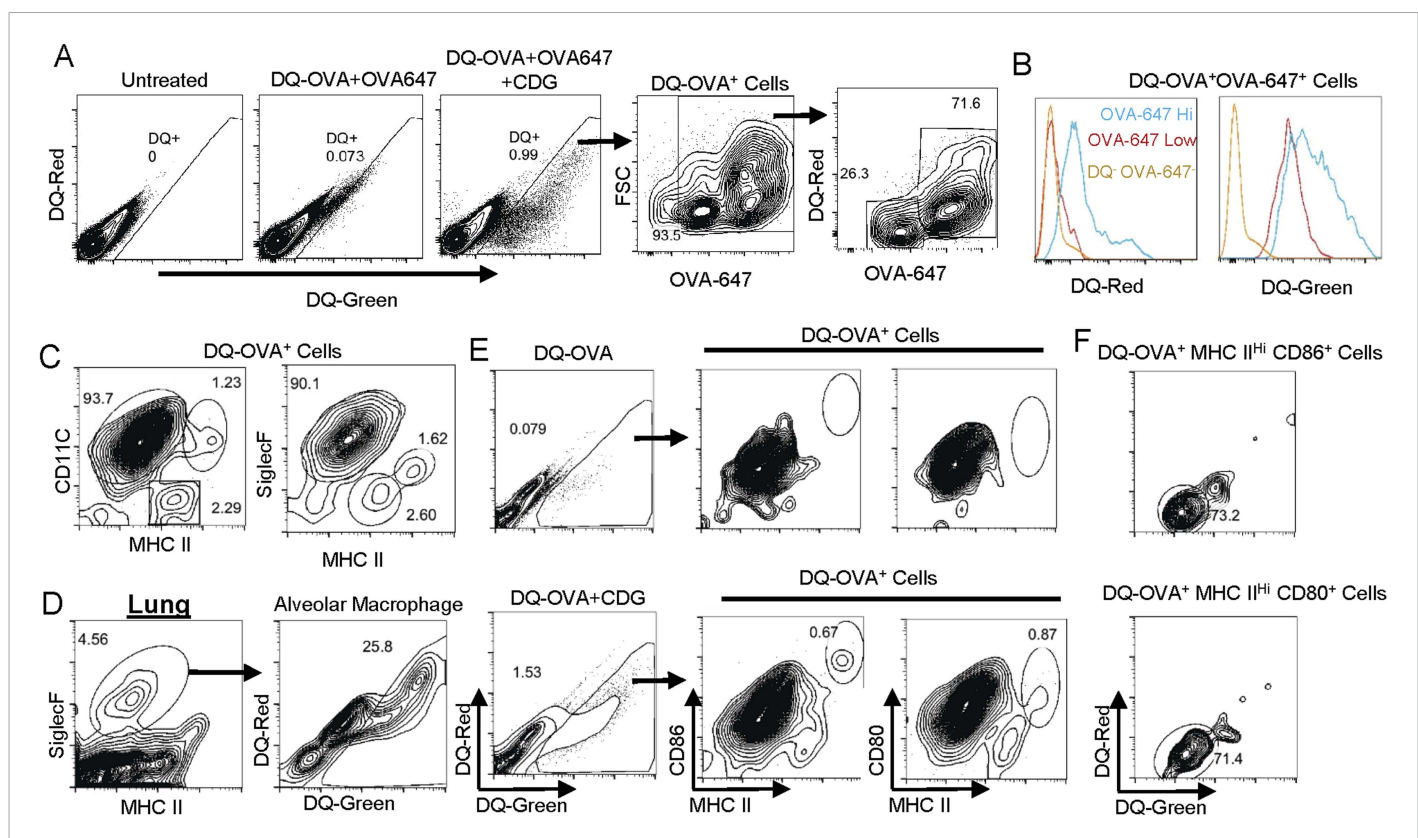 A
Untreated
DQ-OVA+OVA647
DQ-OVA+OVA647
+CDG
DQ-OVA+ Cells
DQ-Red
DQ+
0
DQ+
0.073
DQ+
0.99
FSC
93.5
DQ-Red
71.6
26.3
DQ-Green
OVA-647
OVA-647
B
DQ-OVA+OVA-647+ Cells
OVA-647 Hi
OVA-647 Low
DQ- OVA-647-
DQ-Red
DQ-Green
C
DQ-OVA+ Cells
CD11C
93.7
1.23
2.29
MHC II
SiglecF
90.1
1.62
2.60
MHC II
E
DQ-OVA
0.079
DQ-OVA+ Cells
F
DQ-OVA+ MHC IIHi CD86+ Cells
73.2
D
Lung
SiglecF
4.56
MHC II
Alveolar Macrophage
DQ-Red
25.8
DQ-Green
DQ-OVA+CDG
DQ-Red
1.53
DQ-Green
DQ-OVA+ Cells
CD86
0.67
MHC II
CD80
0.87
MHC II
DQ-OVA+ MHC IIHi CD80+ Cells
DQ-Red
71.4
DQ-Green